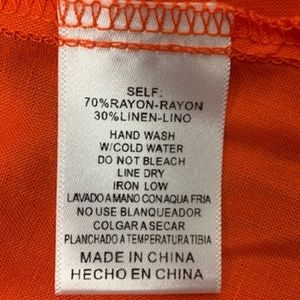 SELF:
70%RAYON-RAYON
30%LINEN-LINO
HAND WASH
W/COLD WATER
DO NOT BLEACH
LINE DRY
IRON LOW
LAVADO A MANO CON AQUA FRIA
NO USE BLANQUEADOR
COLGAR A SECAR
PLANCHADO A TEMPERATURA TIBIA
MADE IN CHINA
HECHO EN CHINA